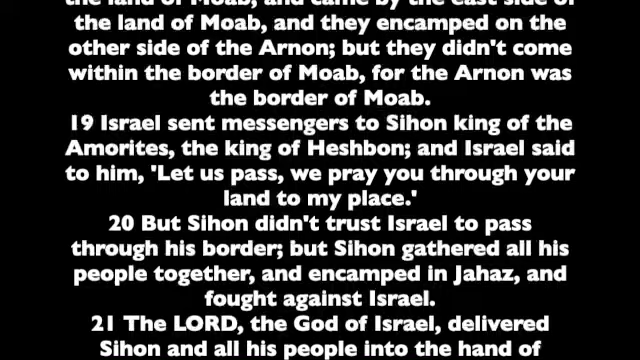 the land of Moab, and came by the east side of
the land of Moab, and they encamped on the
other side of the Arnon; but they didn't come
within the border of Moab, for the Arnon was
the border of Moab.
19 Israel sent messengers to Sihon king of the
Amorites, the king of Heshbon; and Israel said
to him, 'Let us pass, we pray you through your
land to my place.'
20 But Sihon didn't trust Israel to pass
through his border; but Sihon gathered all his
people together, and encamped in Jahaz, and
fought against Israel.
21 The LORD, the God of Israel, delivered
Sihon and all his people into the hand of